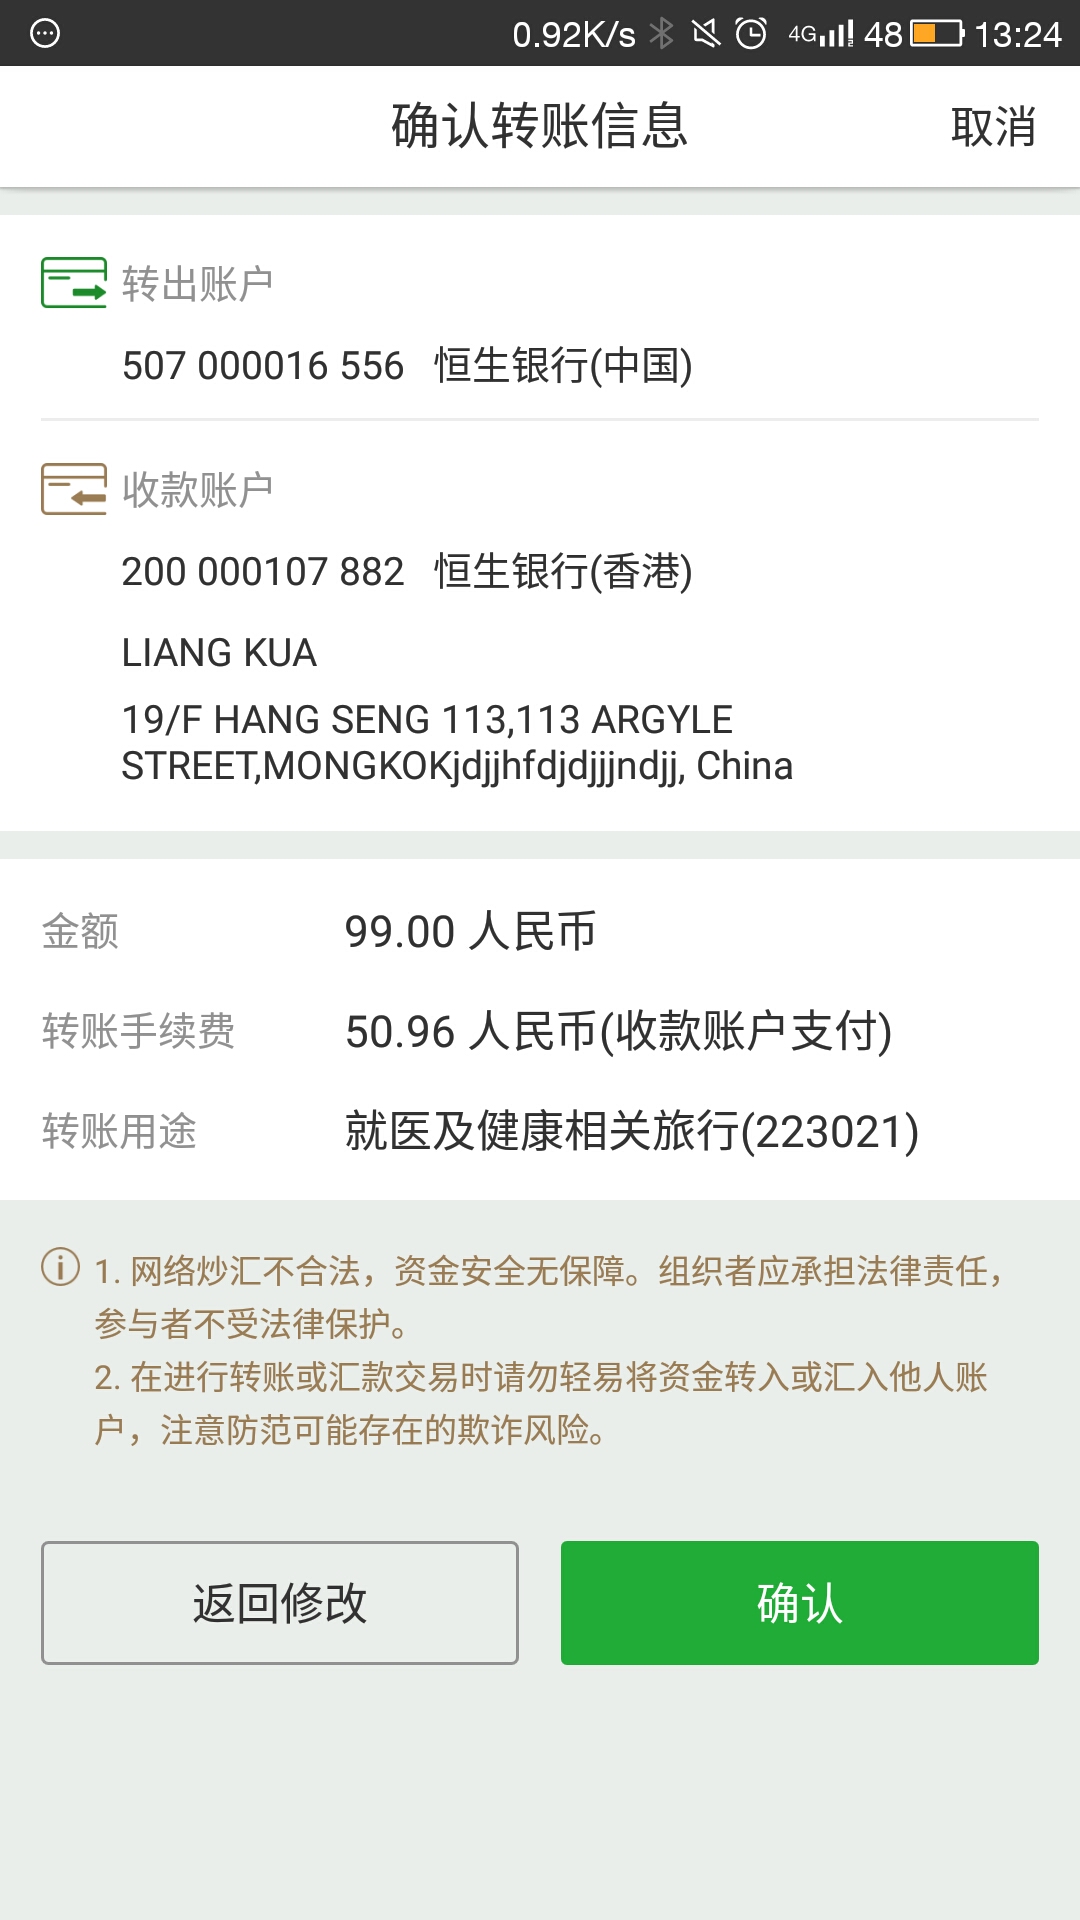 0.92K/s 4G 48 13:24
确认转账信息 取消
转出账户
507 000016 556 恒生银行(中国)
收款账户
200 000107 882 恒生银行(香港)
LIANG KUA
19/F HANG SENG 113,113 ARGYLE
STREET,MONGKOKjdjjhfdjdjjjndjj, China
金额 99.00 人民币
转账手续费 50.96 人民币(收款账户支付)
转账用途 就医及健康相关旅行(223021)
1. 网络炒汇不合法，资金安全无保障。组织者应承担法律责任，
参与者不受法律保护。
2. 在进行转账或汇款交易时请勿轻易将资金转入或汇入他人账
户，注意防范可能存在的欺诈风险。
返回修改 确认